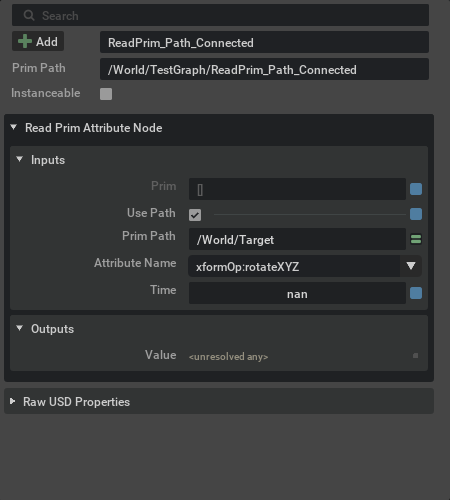 Search
Add
ReadPrim_Path_Connected
Prim Path
/World/TestGraph/ReadPrim_Path_Connected
Instanceable
Read Prim Attribute Node
Inputs
Prim
[]
Use Path
Prim Path
/World/Target
Attribute Name
xformOp:rotateXYZ
Time
nan
Outputs
Value
<unresolved any>
Raw USD Properties